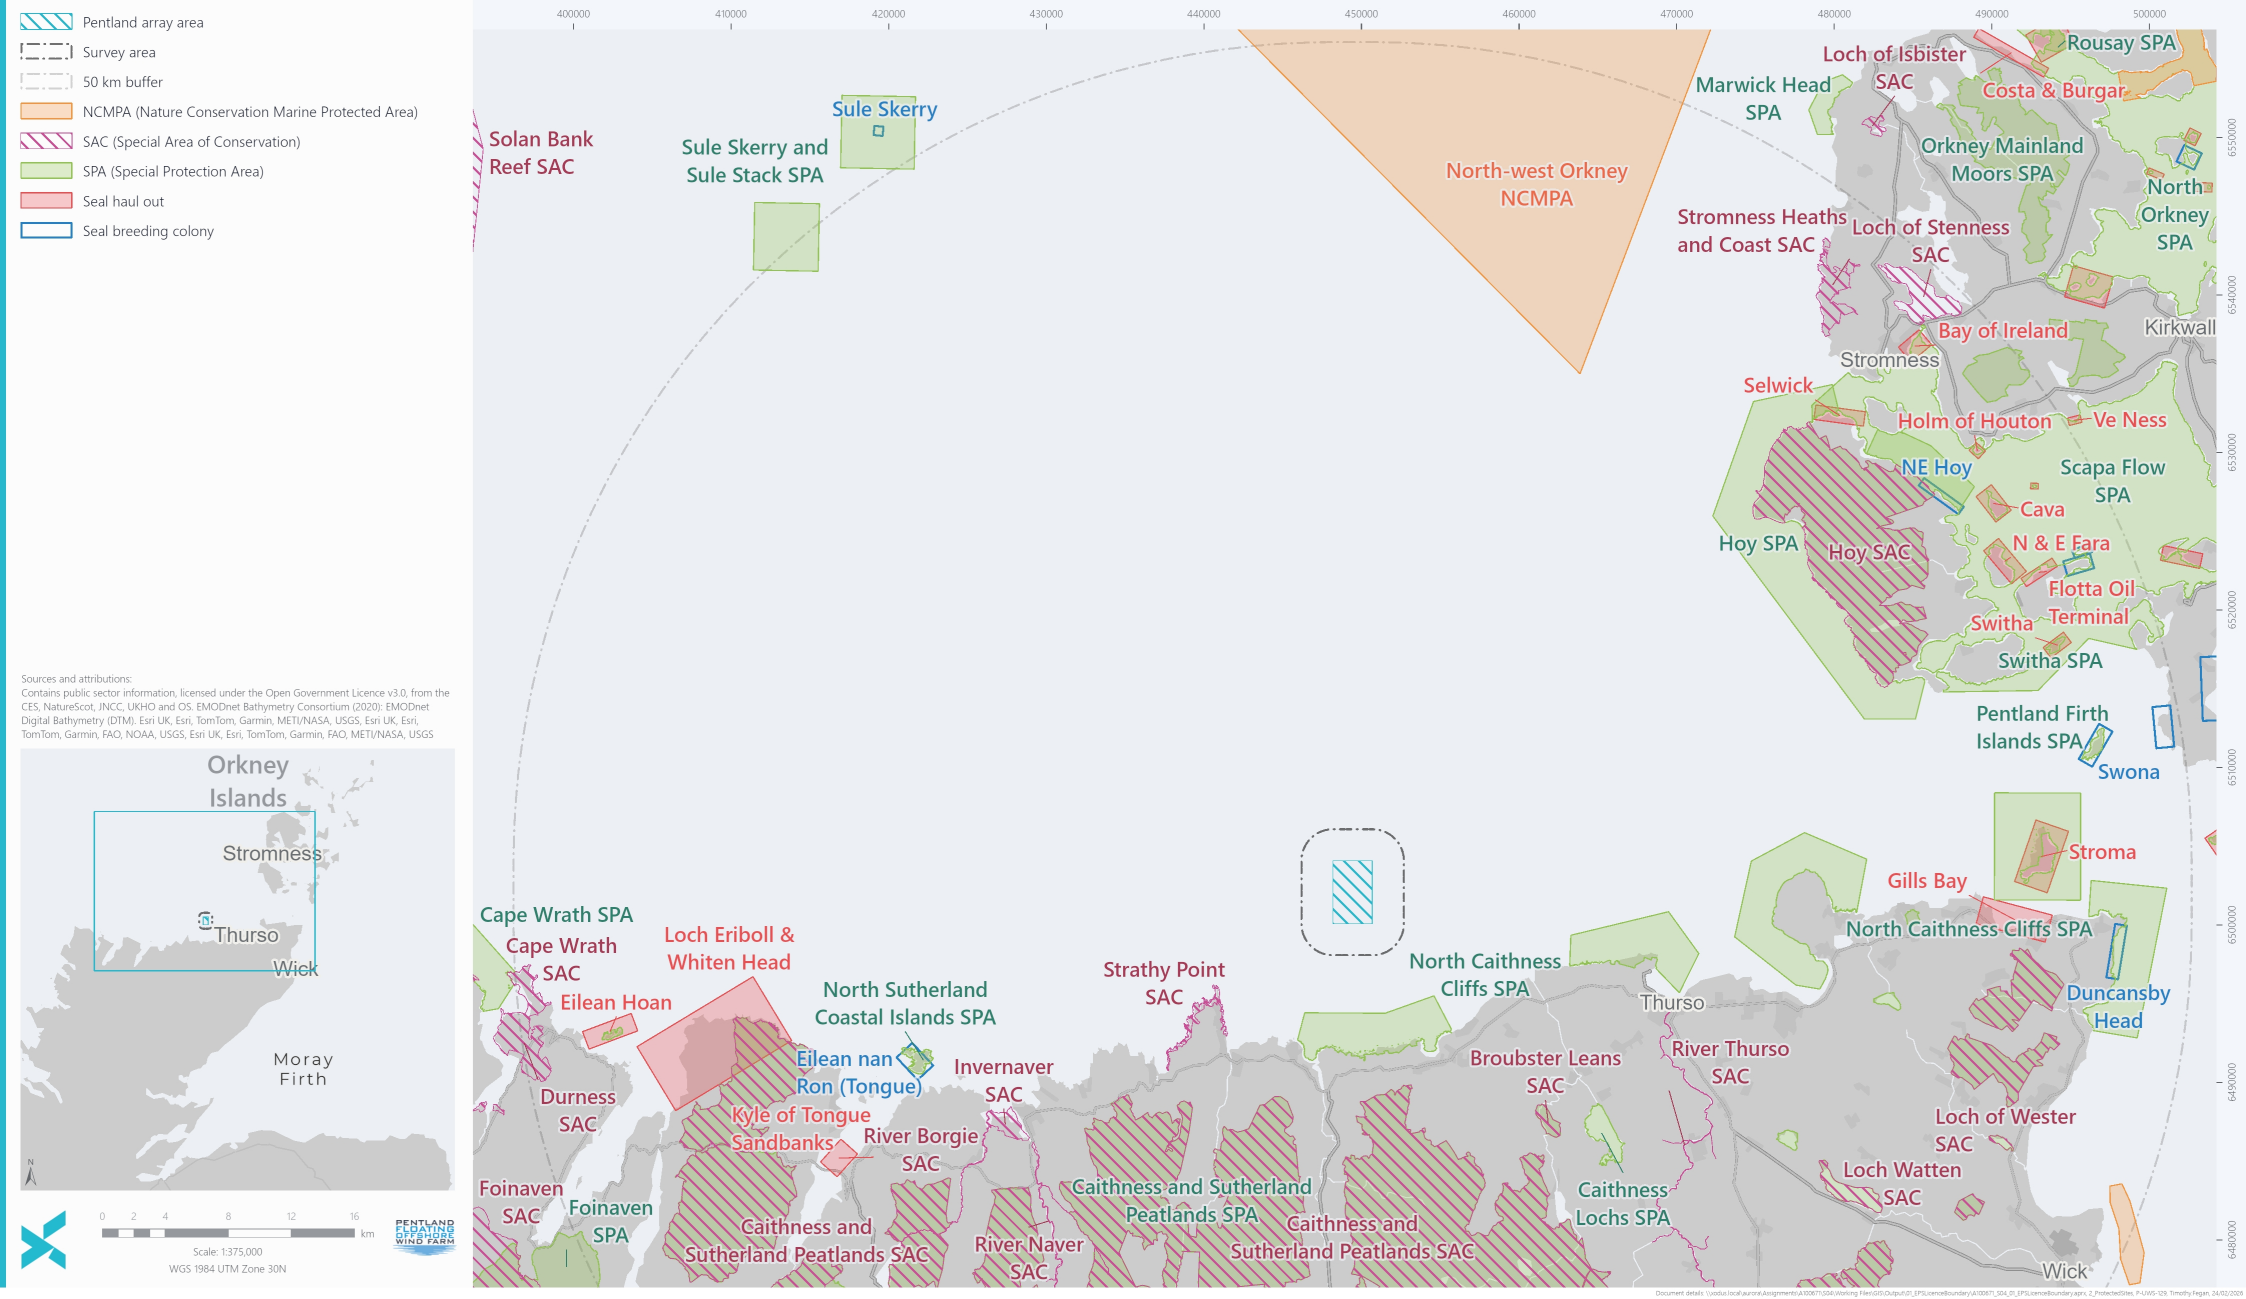 Pentland array area
Survey area
50 km buffer
NCMPA (Nature Conservation Marine Protected Area)
SAC (Special Area of Conservation)
SPA (Special Protection Area)
Seal haul out
Seal breeding colony
Sources and attributions:
Contains public sector information, licensed under the Open Government Licence v3.0, from the
CES, NatureScot, JNCC, UKHO and OS. EMODnet Bathymetry Consortium (2020): EMODnet
Digital Bathymetry (DTM). Esri UK, Esri, TomTom, Garmin, METI/NASA, USGS, Esri UK, Esri,
TomTom, Garmin, FAO, NOAA, USGS, Esri UK, Esri, TomTom, Garmin, FAO, METI/NASA, USGS
Orkney
Islands
Stromness
Thurso
Wick
Moray
Firth
N
0 2 4 8 12 16
km
Scale: 1:375,000
WGS 1984 UTM Zone 30N
PENTLAND
FLOATING
OFFSHORE
WIND FARM
400000 410000 420000 430000 440000 450000 460000 470000 480000 490000 500000
6550000
6540000
6530000
6520000
6510000
6500000
6490000
6480000
Solan Bank
Reef SAC
Sule Skerry
Sule Skerry and
Sule Stack SPA
North-west Orkney
NCMPA
Marwick Head
SPA
Loch of Isbister
SAC
Rousay SPA
Costa & Burgar
Orkney Mainland
Moors SPA
North
Orkney
SPA
Stromness Heaths
and Coast SAC
Loch of Stenness
SAC
Kirkwall
Bay of Ireland
Stromness
Selwick
Holm of Houton
Ve Ness
NE Hoy
Scapa Flow
SPA
Cava
Hoy SPA
Hoy SAC
N & E Fara
Flotta Oil
Terminal
Switha
Switha SPA
Pentland Firth
Islands SPA
Swona
Stroma
Gills Bay
North Caithness Cliffs SPA
Duncansby
Head
Cape Wrath SPA
Cape Wrath
SAC
Loch Eriboll &
Whiten Head
Eilean Hoan
North Sutherland
Coastal Islands SPA
Strathy Point
SAC
North Caithness
Cliffs SPA
Thurso
Eilean nan
Ron (Tongue)
Invernaver
SAC
Durness
SAC
Kyle of Tongue
Sandbanks
River Borgie
SAC
Broubster Leans
SAC
River Thurso
SAC
Loch of Wester
SAC
Loch Watten
SAC
Foinaven
SAC
Foinaven
SPA
Caithness and
Sutherland Peatlands SAC
River Naver
SAC
Caithness and Sutherland
Peatlands SPA
Caithness and
Sutherland Peatlands SAC
Caithness
Lochs SPA
Wick